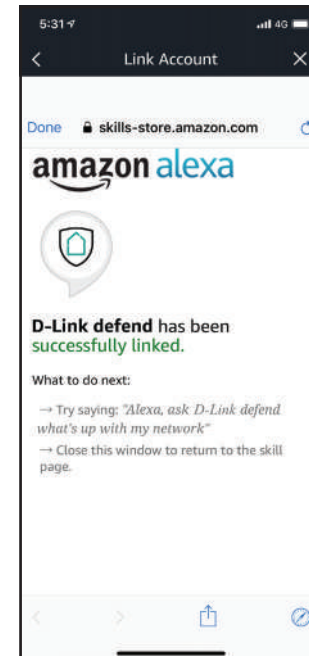 5:31 4G
Link Account
Done skills-store.amazon.com
amazon alexa
D-Link defend has been
successfully linked.
What to do next:
→ Try saying: "Alexa, ask D-Link defend
what's up with my network"
→ Close this window to return to the skill
page.